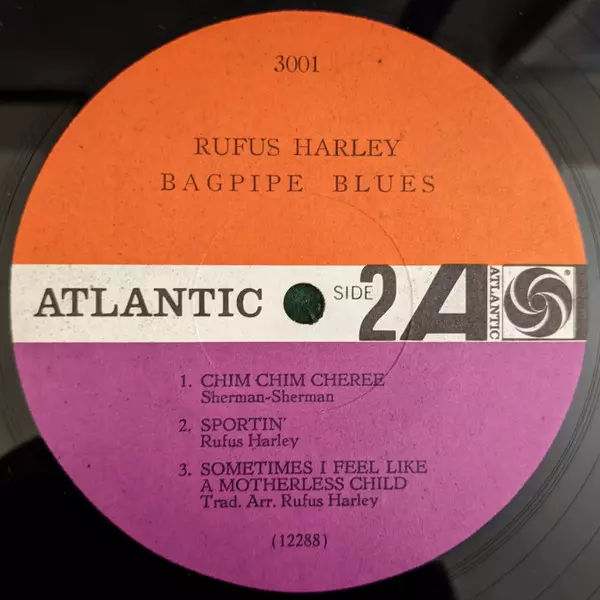 3001
RUFUS HARLEY
BAGPIPE BLUES
ATLANTIC SIDE 2 A ATLANTIC ®
1. CHIM CHIM CHEREE
Sherman-Sherman
2. SPORTIN'
Rufus Harley
3. SOMETIMES I FEEL LIKE
A MOTHERLESS CHILD
Trad. Arr. Rufus Harley
(12288)